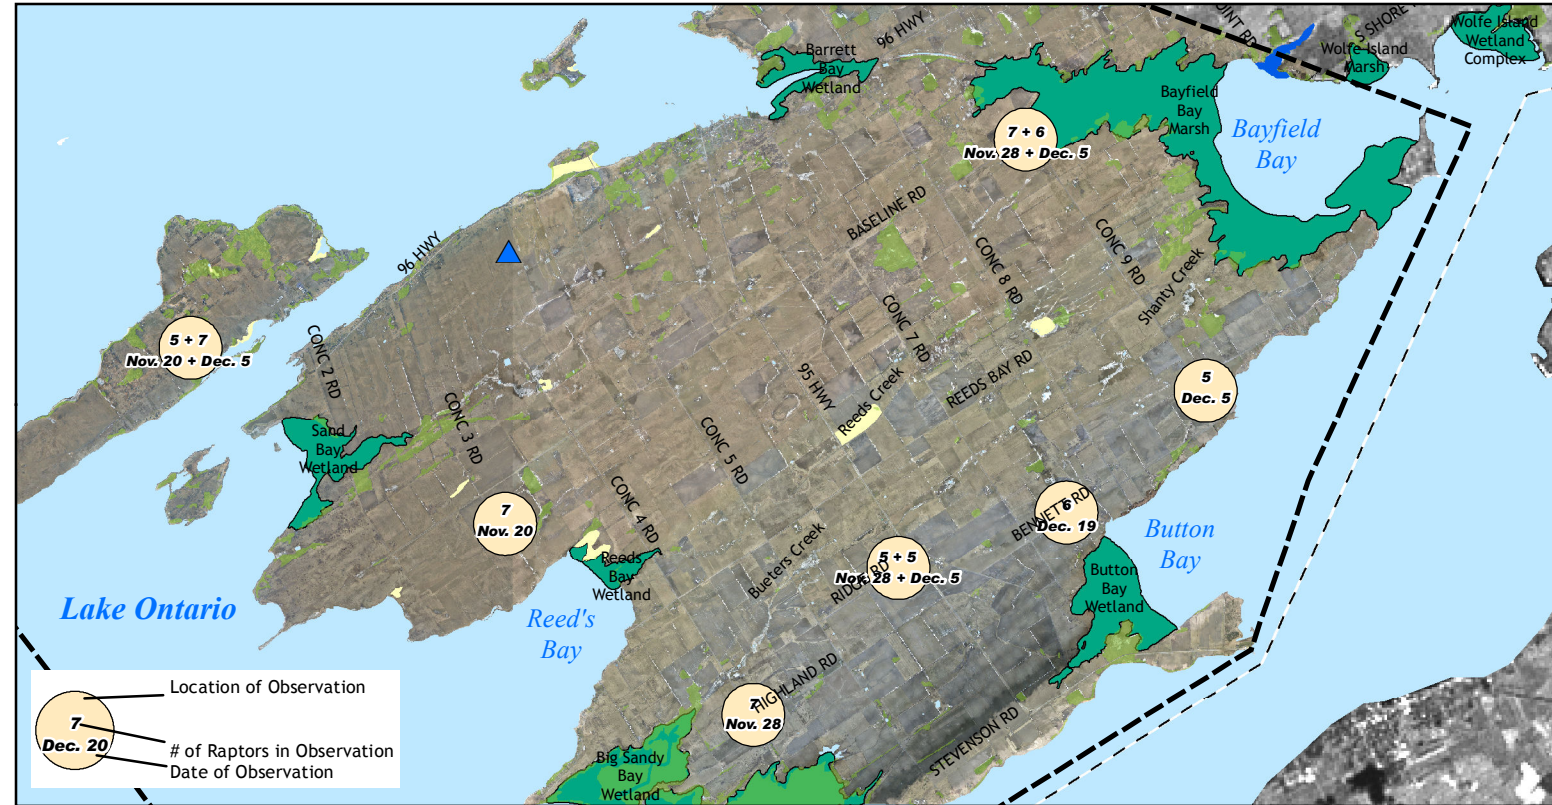 96 HWY
OINT RD
S SHORE
Wolfe Island
Wetland
Complex
Barrett
Bay
Wetland
Wolfe Island
Marsh
Bayfield
Bay
Marsh
Bayfield
Bay
7 + 6
Nov. 28 + Dec. 5
BASELINE RD
96 HWY
CONC 8 RD
CONC 9 RD
Shanty Creek
5 + 7
Nov. 20 + Dec. 5
CONC 2 RD
CONC 7 RD
REEDS BAY RD
95 HWY
Reeds Creek
5
Dec. 5
CONC 3 RD
CONC 5 RD
Sand
Bay
Wetland
CONC 4 RD
7
Nov. 20
BENNETT RD
6
Dec. 19
Button
Bay
Reeds
Bay
Wetland
Bueters Creek
5 + 5
Nov. 28 + Dec. 5
RIDGE RD
Button
Bay
Wetland
Lake Ontario
Reed's
Bay
HIGHLAND RD
7
Nov. 28
STEVENSON RD
Big Sandy
Bay
Wetland
Location of Observation
7
Dec. 20
# of Raptors in Observation
Date of Observation